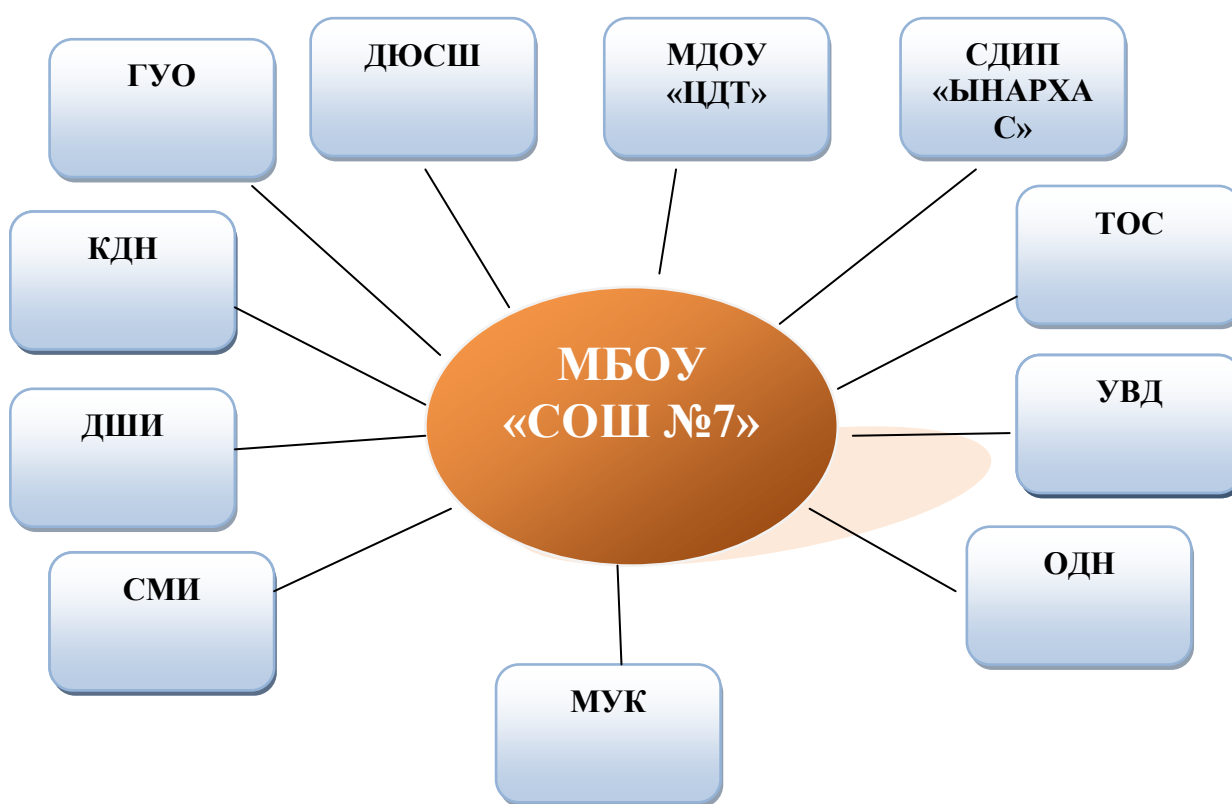 ГУО
ДЮСШ
МДОУ
«ЦДТ»
СДИП
«ЫНАРХА
С»
КДН
ТОС
МБОУ
«СОШ №7»
ДШИ
УВД
СМИ
ОДН
МУК